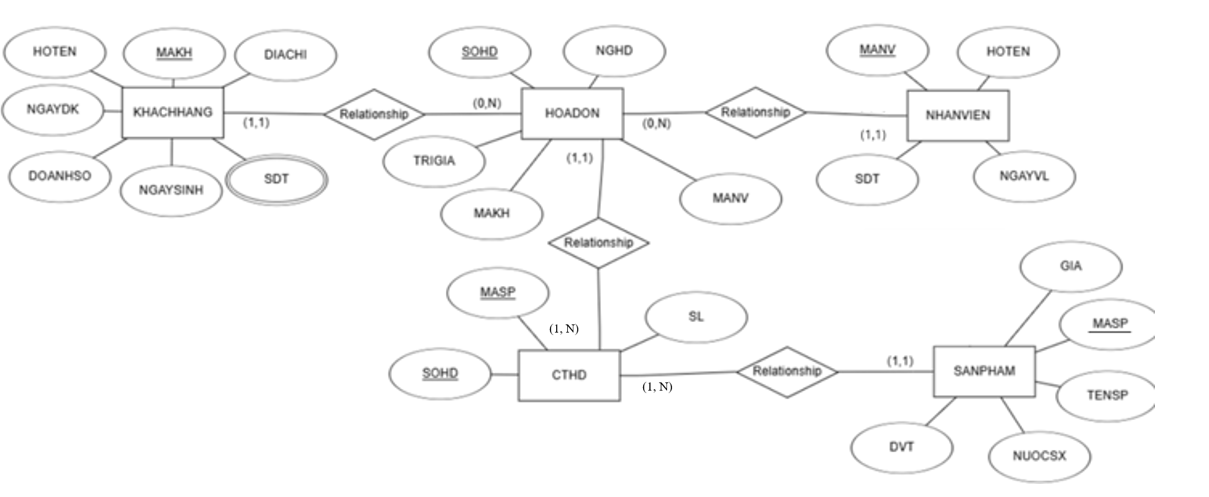 HOTEN
MAKH
DIACHI
NGAYDK
KHACHHANG
DOANHSO
NGAYSINH
SDT
(1,1)
Relationship
(0,N)
SOHD
NGHD
HOADON
TRIGIA
MAKH
(1,1)
MANV
(0,N)
Relationship
(1,1)
MANV
HOTEN
NHANVIEN
SDT
NGAYVL
Relationship
MASP
(1, N)
SL
SOHD
CTHD
(1, N)
Relationship
(1,1)
GIA
MASP
SANPHAM
TENSP
DVT
NUOCSX